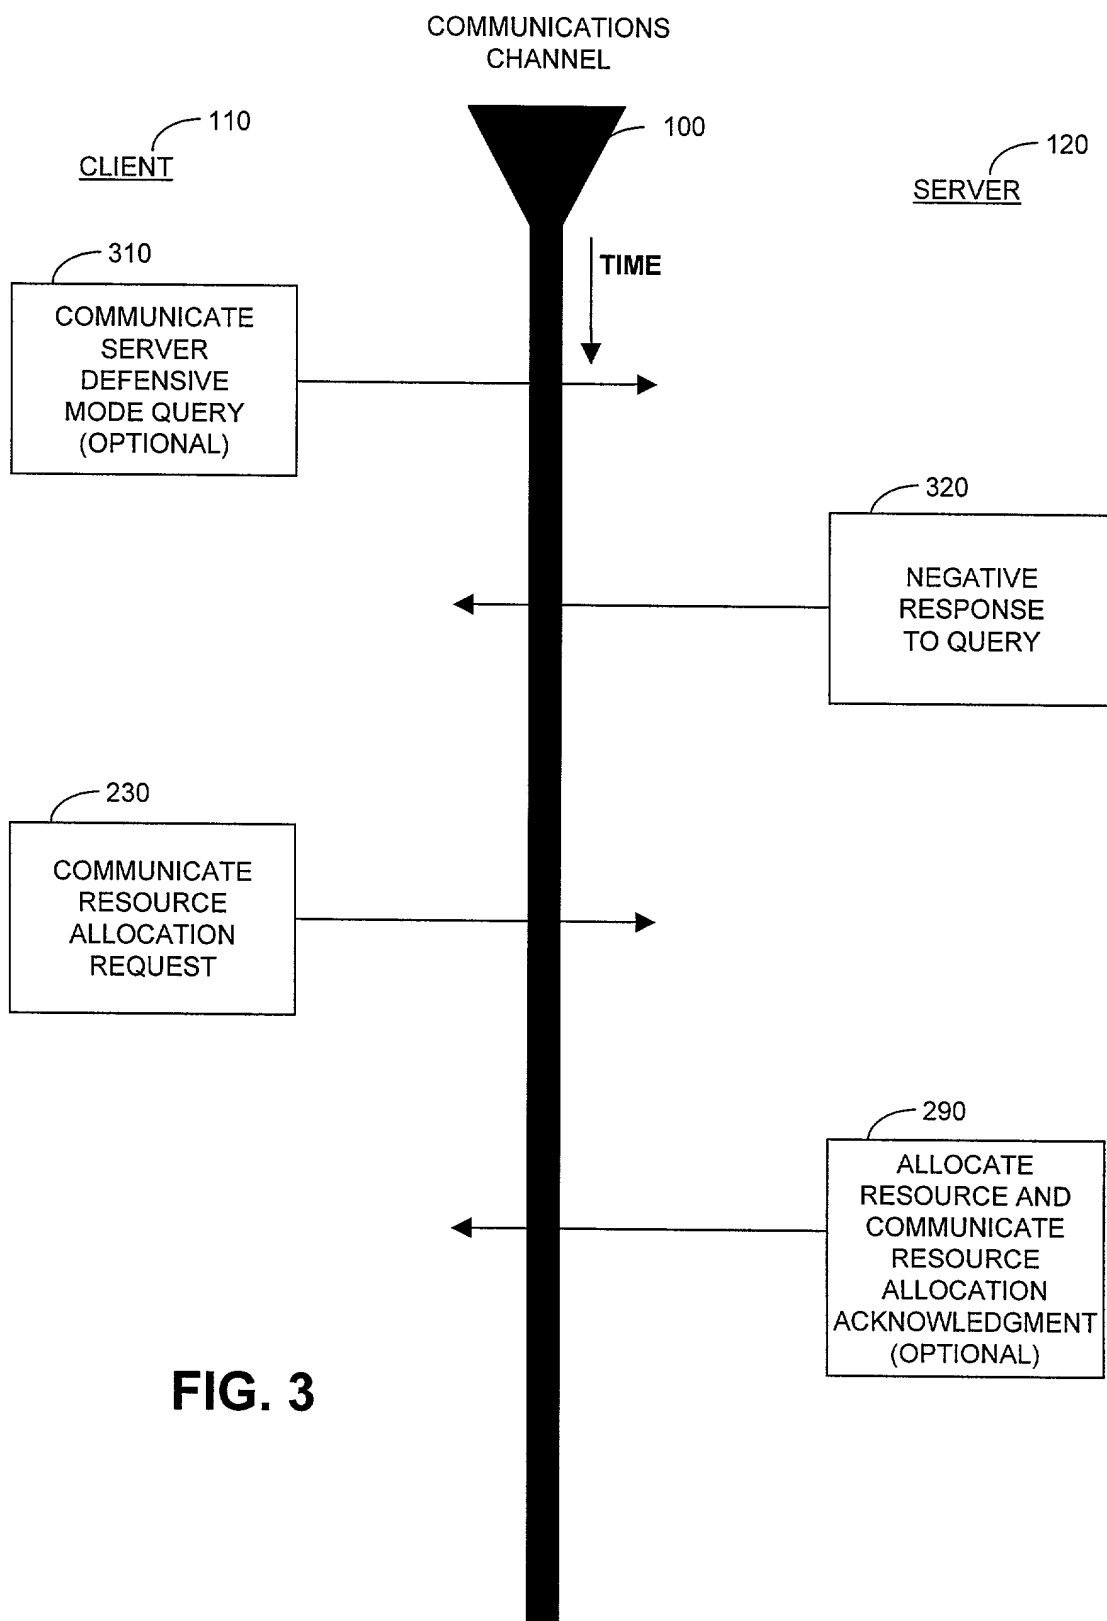 COMMUNICATIONS
CHANNEL
110
100
120
CLIENT
SERVER
310
TIME
COMMUNICATE
SERVER
DEFENSIVE
MODE QUERY
(OPTIONAL)
320
NEGATIVE
RESPONSE
TO QUERY
230
COMMUNICATE
RESOURCE
ALLOCATION
REQUEST
290
ALLOCATE
RESOURCE AND
COMMUNICATE
RESOURCE
ALLOCATION
ACKNOWLEDGMENT
(OPTIONAL)
FIG. 3